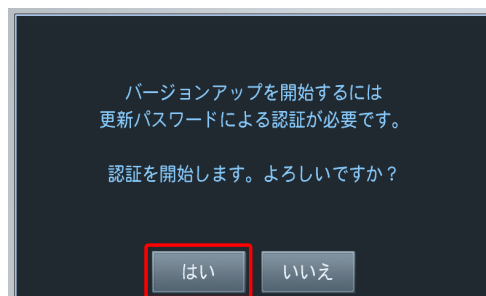 バージョンアップを開始するには
更新パスワードによる認証が必要です。
認証を開始します。よろしいですか？
はい
いいえ